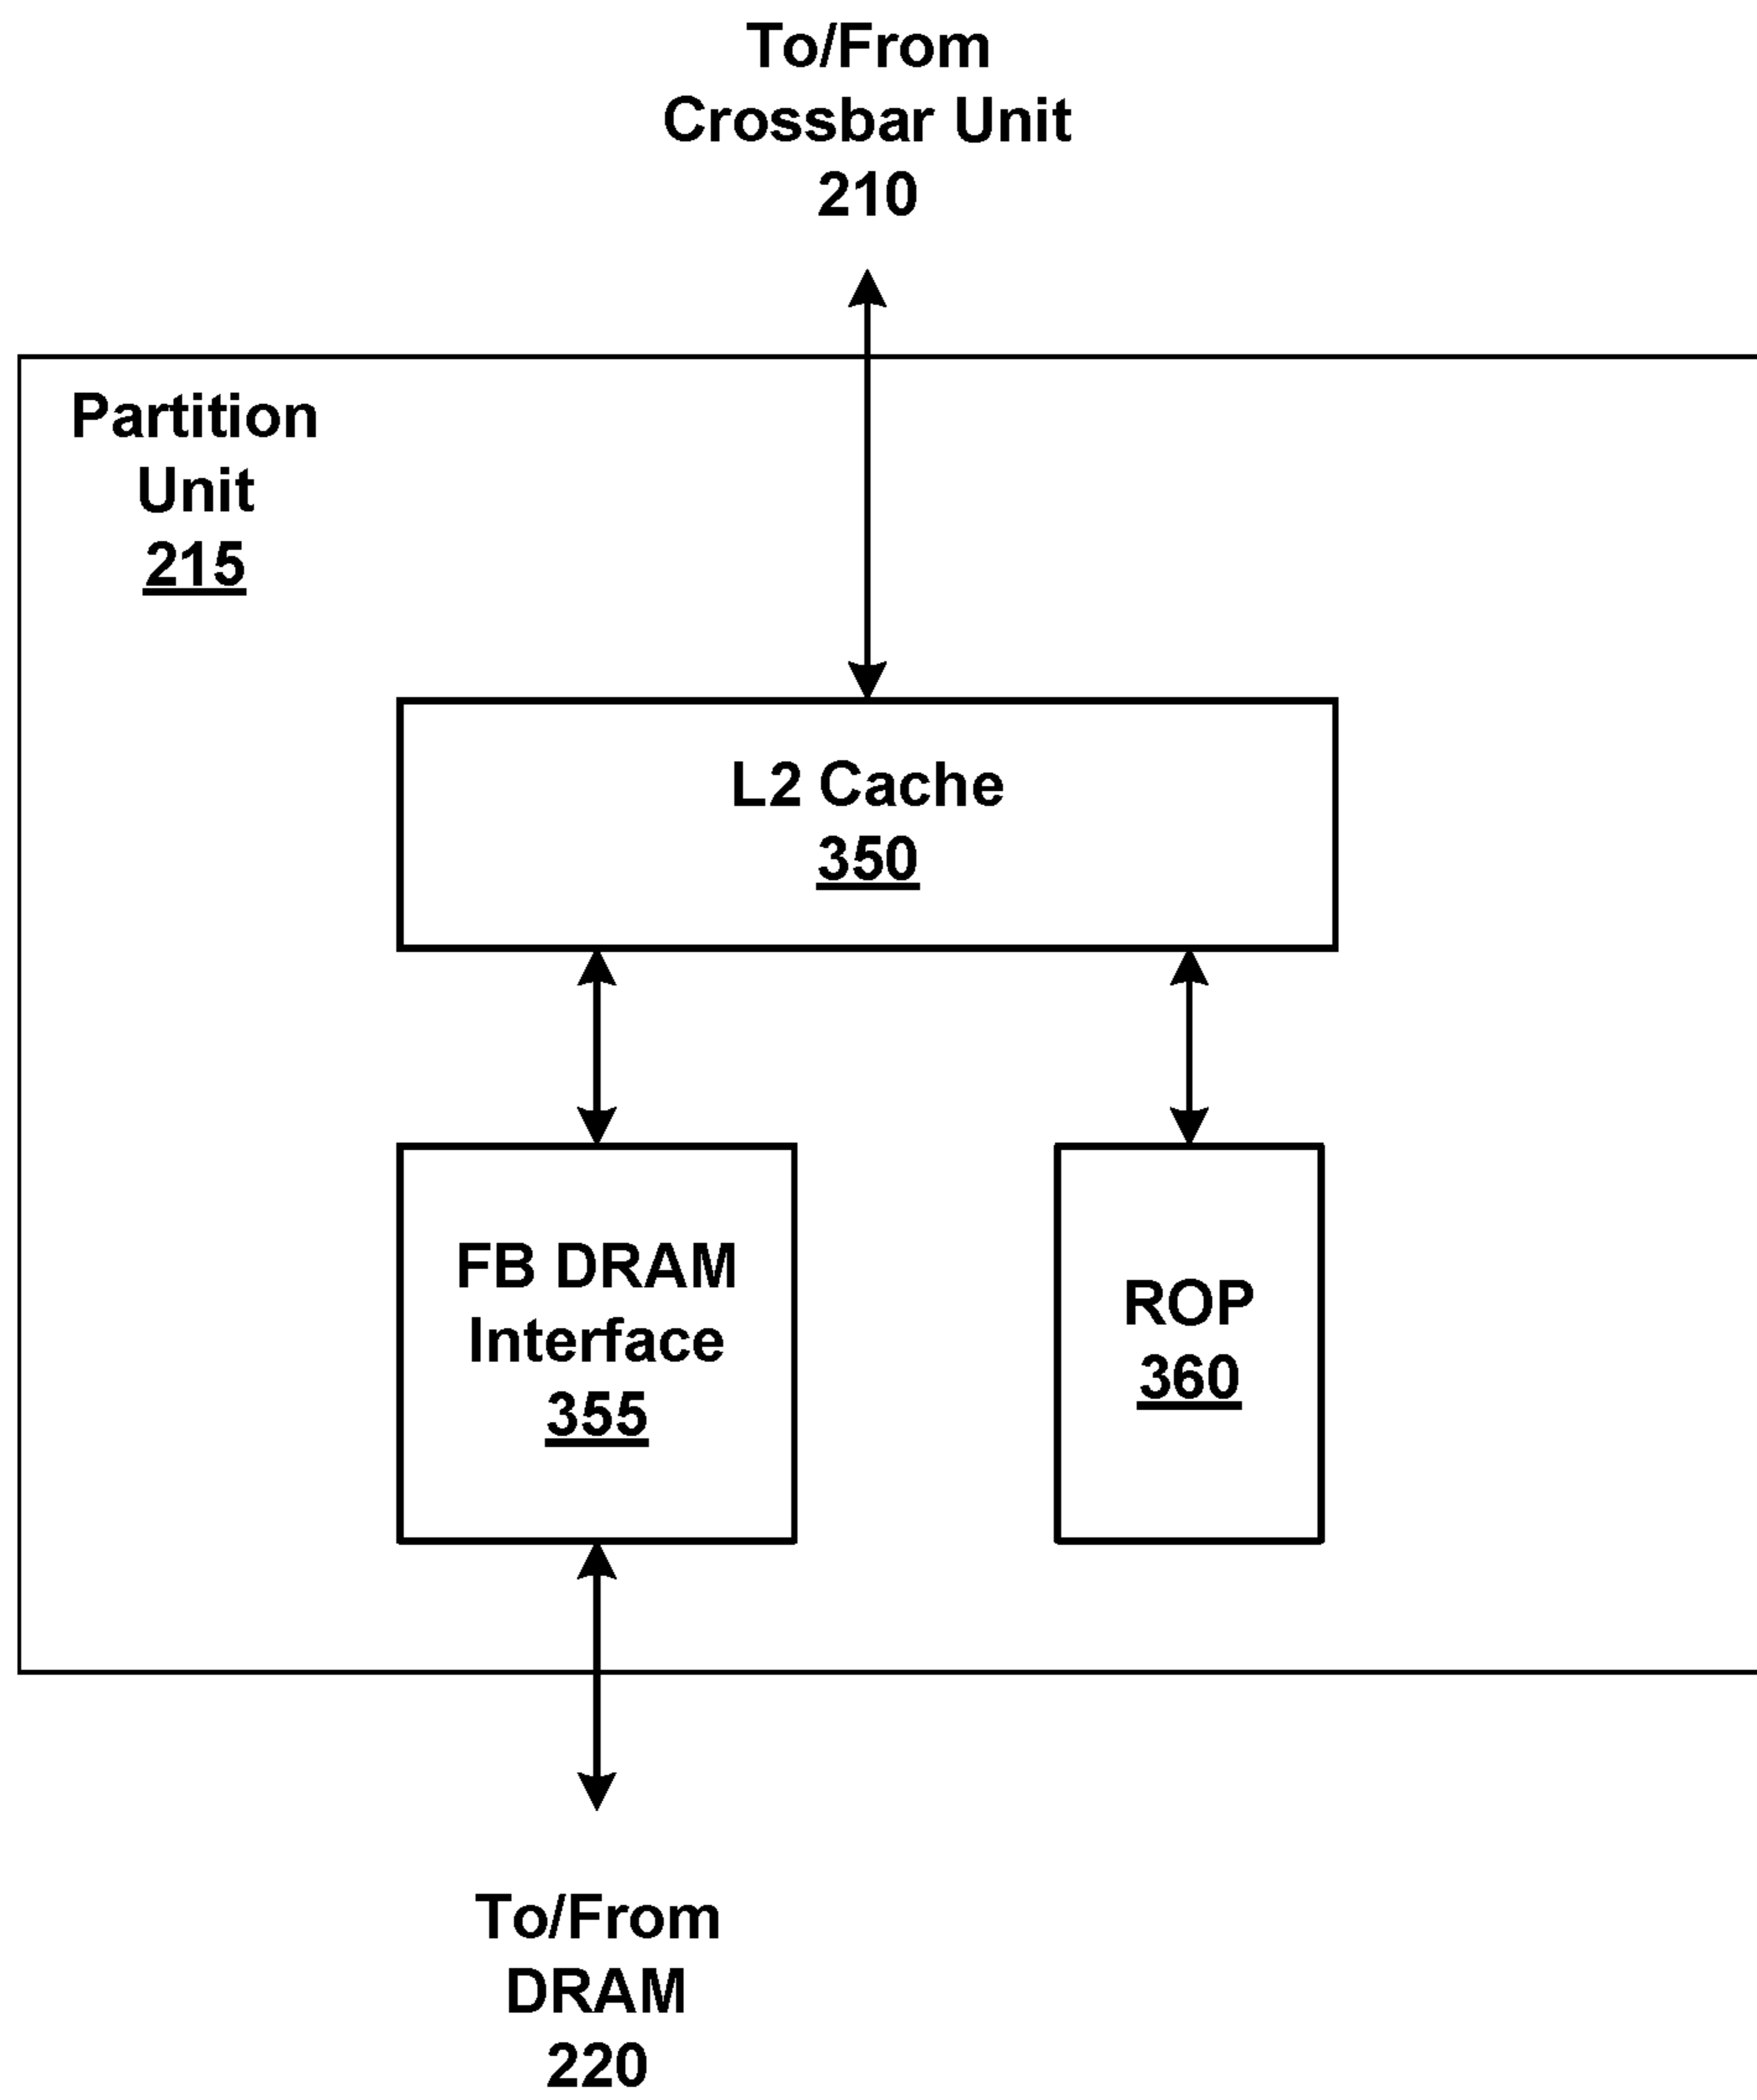 To/From
Crossbar Unit
210
Partition
Unit
215
L2 Cache
350
FB DRAM
Interface
355
ROP
360
To/From
DRAM
220